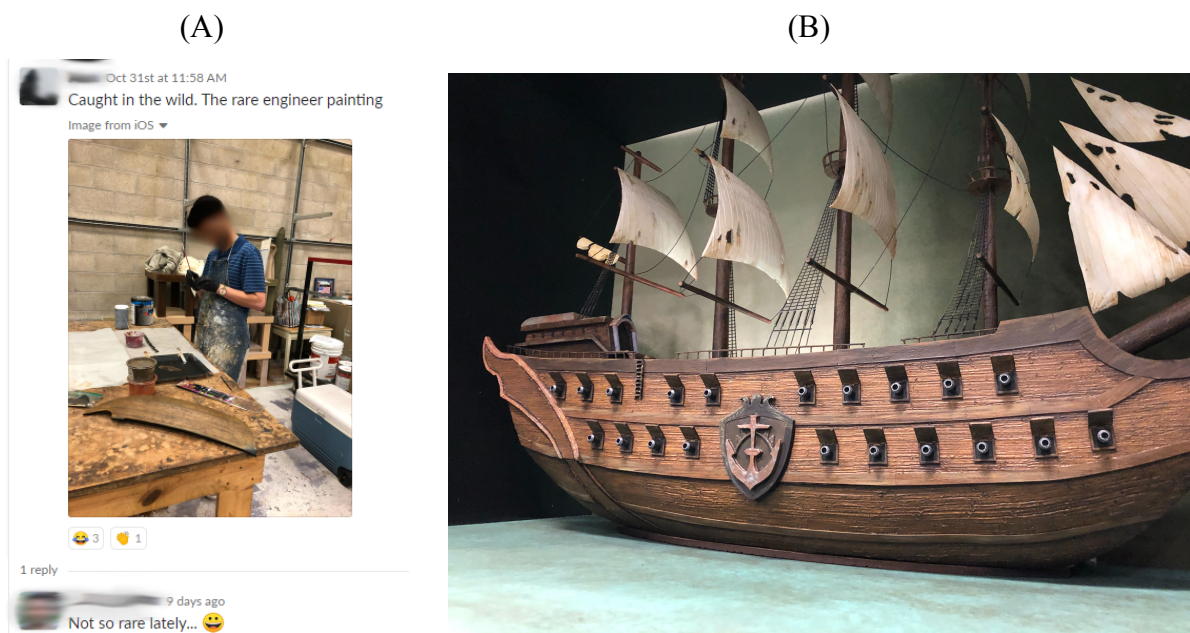 (A)
(B)
Oct 31st at 11:58 AM
Caught in the wild. The rare engineer painting
Image from iOS
3
1
1 reply
9 days ago
Not so rare lately...